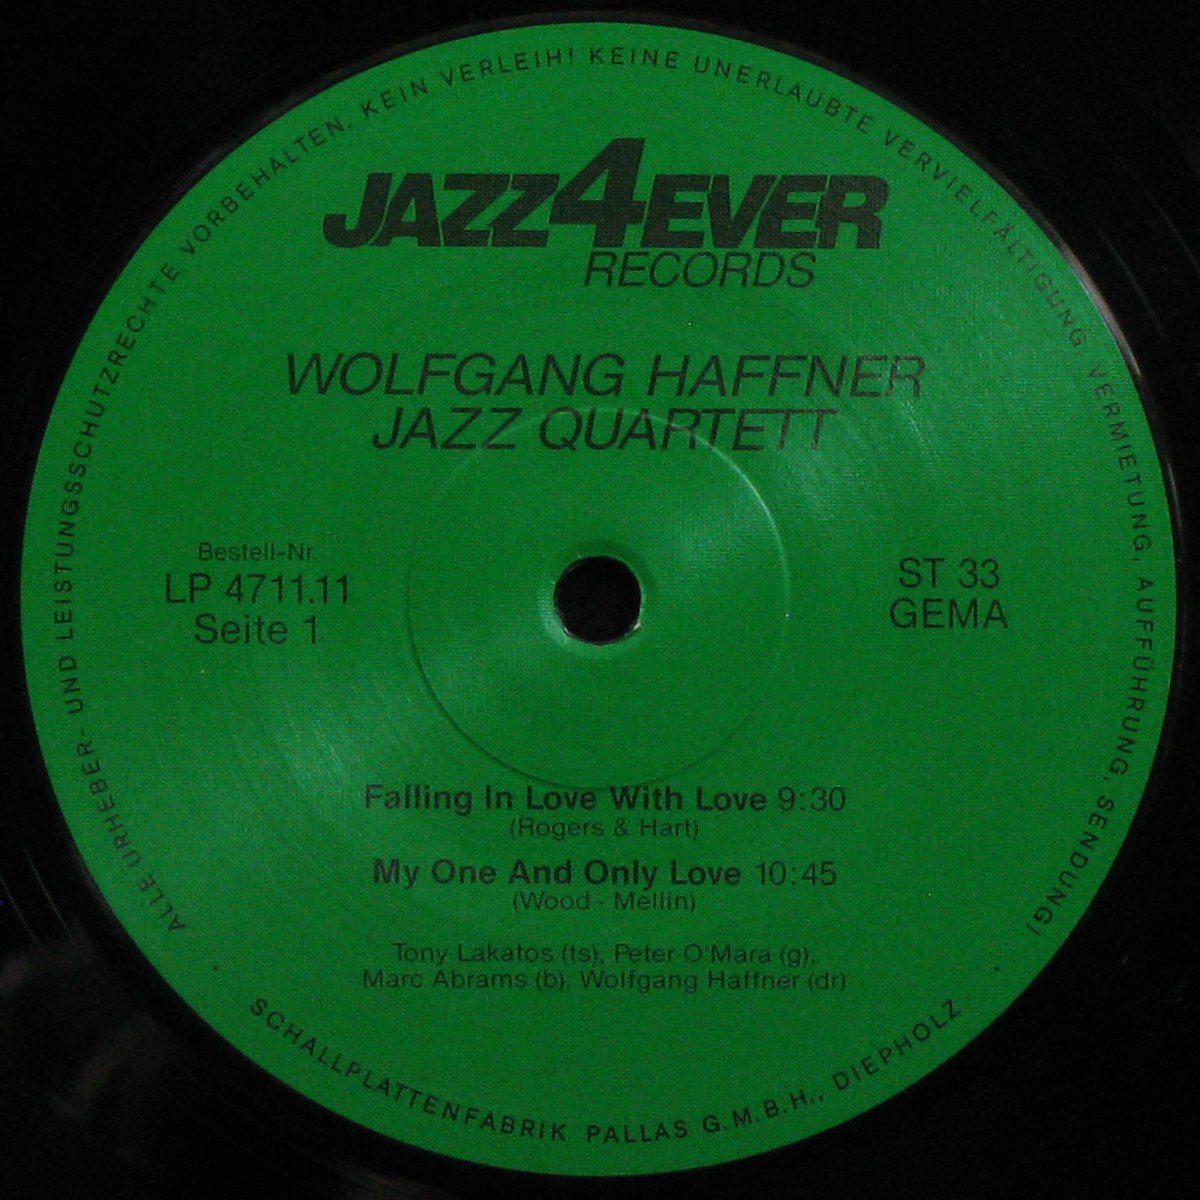 ALLE URHEBER- UND LEISTUNGSSCHUTZRECHTE VORBEHALTEN. KEIN VERLEIH! KEINE UNERLAUBTE VERVIELFÄLTIGUNG, VERMIETUNG, AUFFÜHRUNG, SENDUNG!
JAZZ4EVER
RECORDS
WOLFGANG HAFFNER
JAZZ QUARTETT
Bestell-Nr.
LP 4711.11
Seite 1
ST 33
GEMA
Falling In Love With Love 9:30
(Rogers & Hart)
My One And Only Love 10:45
(Wood - Mellin)
Tony Lakatos (ts), Peter O'Mara (g),
Marc Abrams (b), Wolfgang Haffner (dr)
SCHALLPLATTENFABRIK PALLAS G.M.B.H., DIEPHOLZ